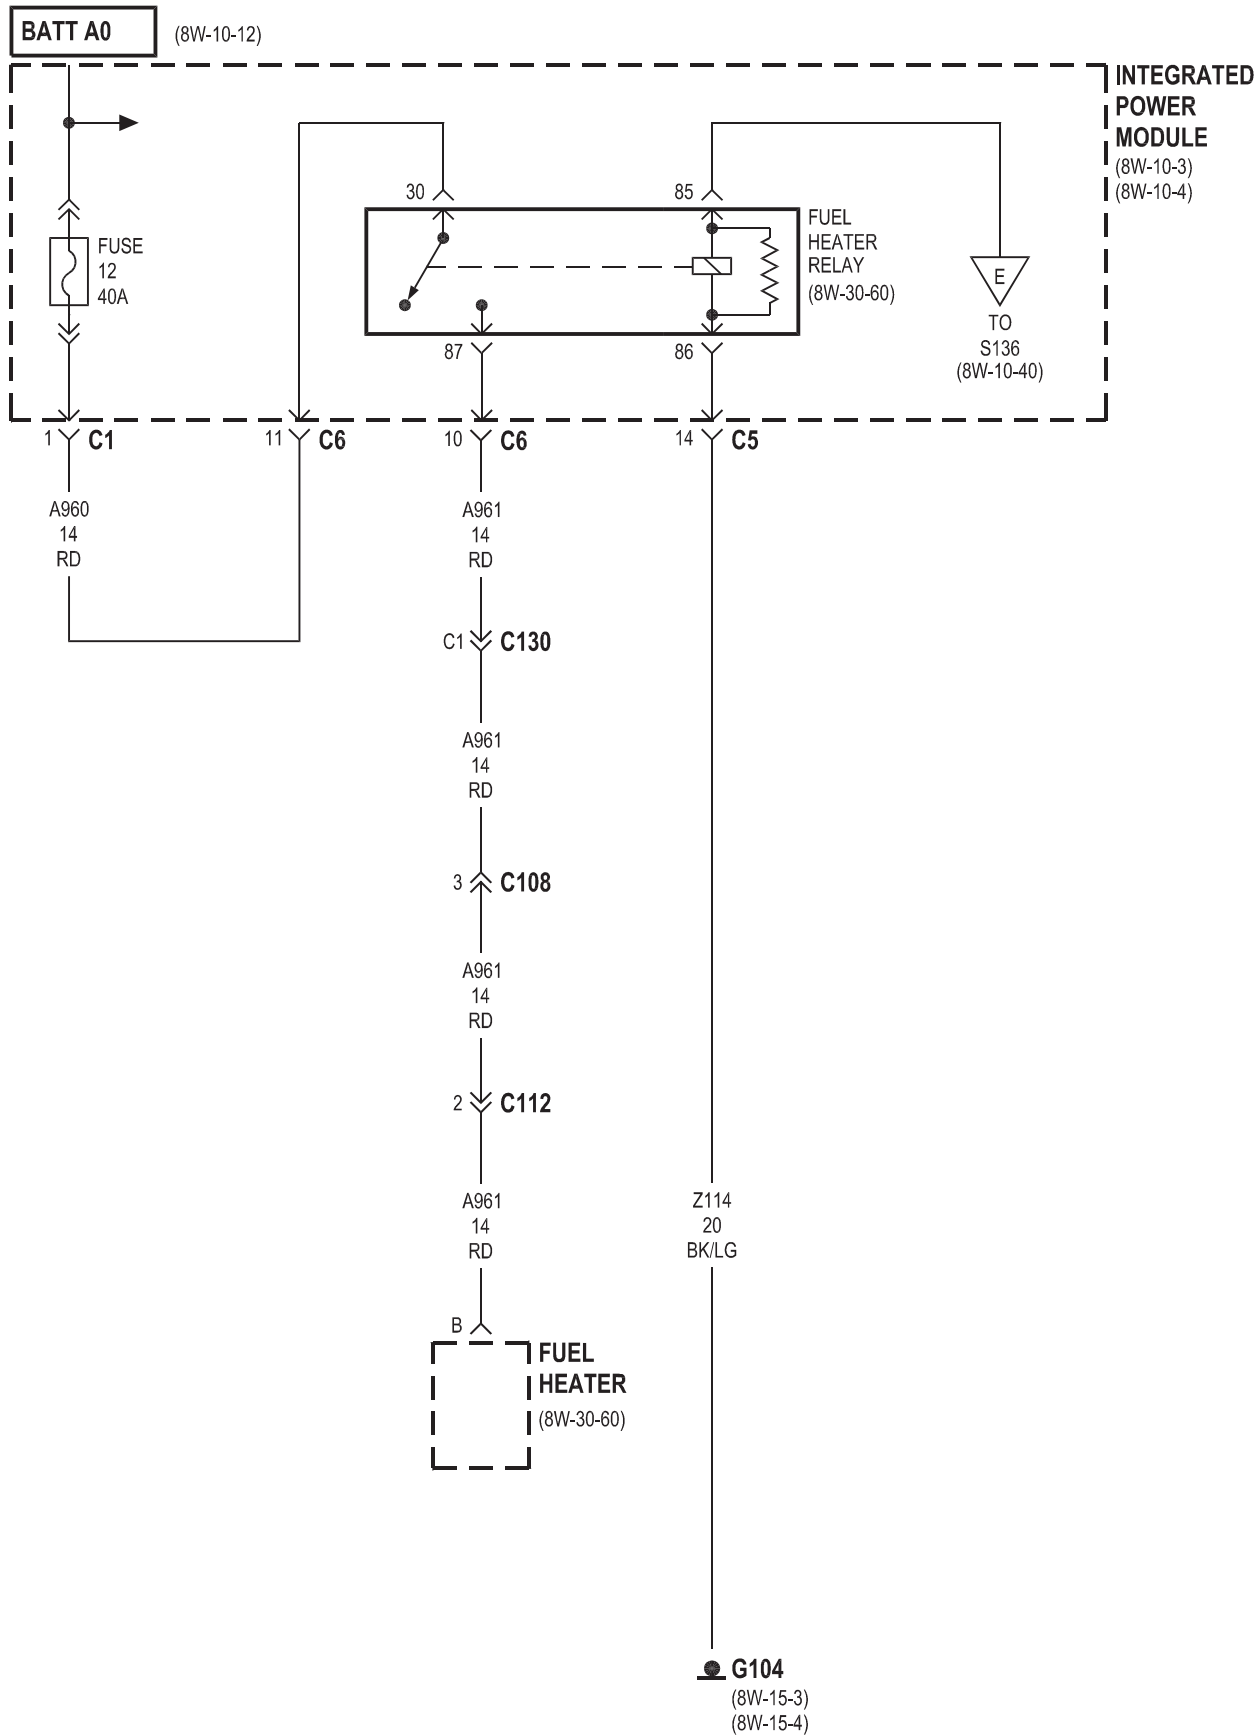 BATT A0
(8W-10-12)
INTEGRATED
POWER
MODULE
(8W-10-3)
(8W-10-4)
30
85
FUEL
HEATER
RELAY
(8W-30-60)
FUSE
12
40A
E
TO
S136
(8W-10-40)
87
86
1
C1
11
C6
10
C6
14
C5
A960
14
RD
A961
14
RD
C1
C130
A961
14
RD
3
C108
A961
14
RD
2
C112
A961
14
RD
Z114
20
BK/LG
B
FUEL
HEATER
(8W-30-60)
G104
(8W-15-3)
(8W-15-4)